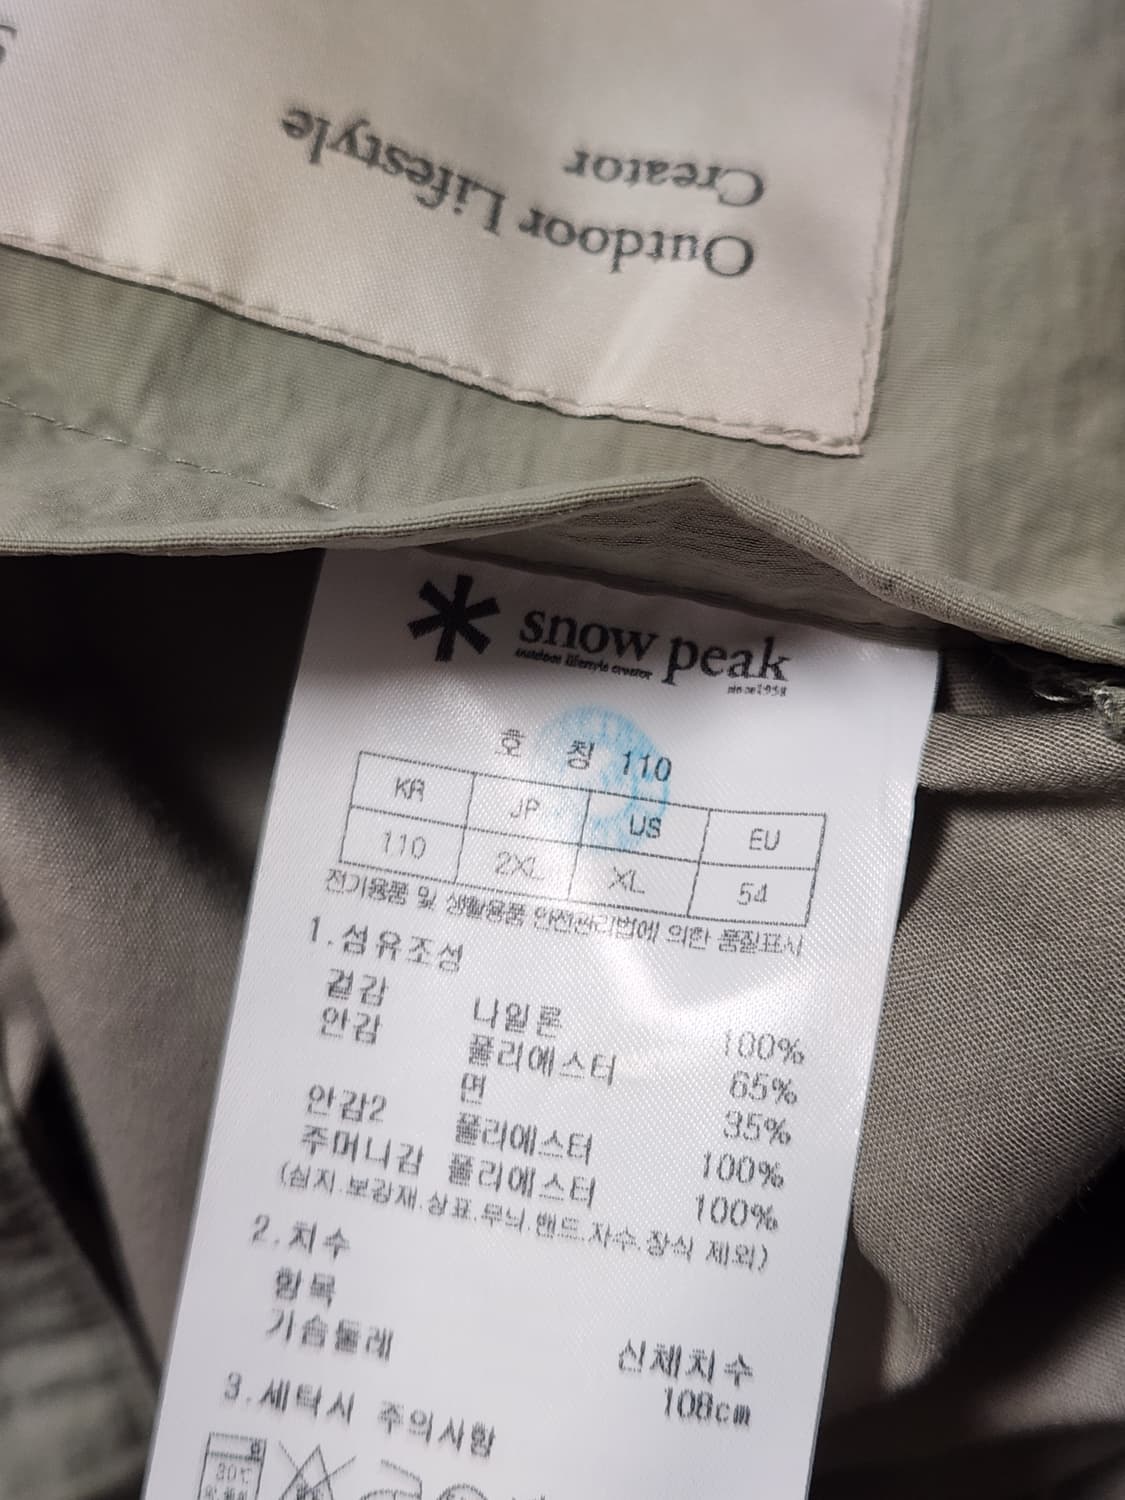 Outdoor Lifestyle
Creator
snow peak
outdoor lifestyle creator
since1958
호 칭 110
KR JP US EU
110 2XL XL 54
전기용품 및 생활용품 안전관리법에 의한 품질표시
1.섬유조성
겉감 나일론 100%
안감 폴리에스터 65%
면 35%
안감2 폴리에스터 100%
주머니감 폴리에스터 100%
(심지.보강재.상표.무늬.밴드.자수.장식 제외)
2.치수
항목 신체치수
가슴둘레 108cm
3.세탁시 주의사항
30℃